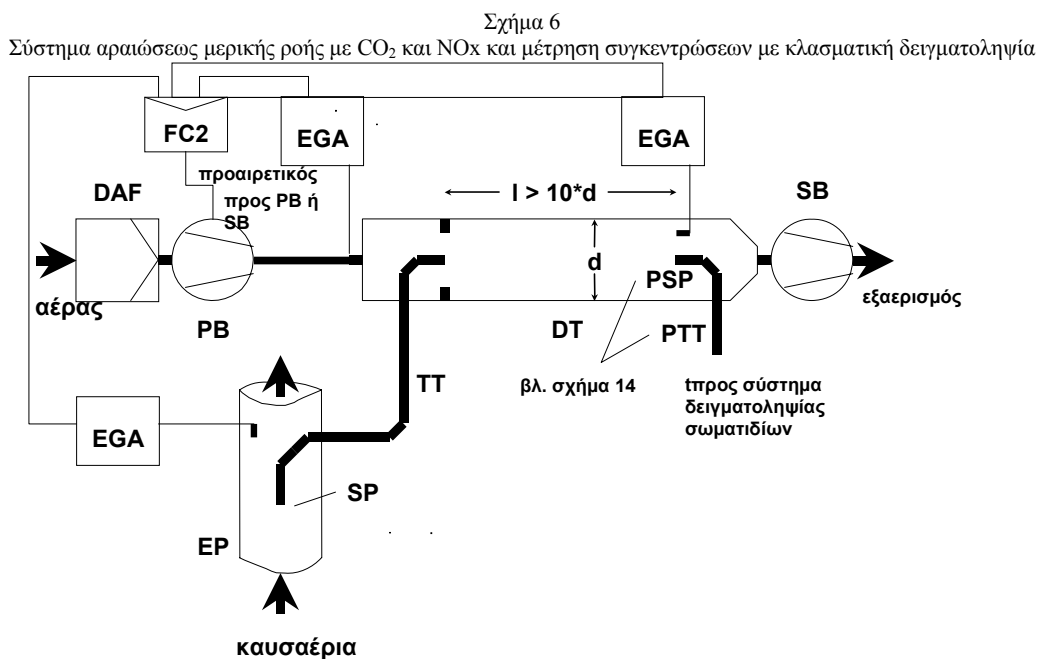 Σχήμα 6
Σύστημα αραιώσεως μερικής ροής με CO₂ και NOx και μέτρηση συγκεντρώσεων με κλασματική δειγματοληψία
FC2
EGA
EGA
προαιρετικός
προς PB ή
SB
DAF
l > 10*d
SB
d
PSP
αέρας
εξαερισμός
PB
DT
PTT
TT
βλ. σχήμα 14
tπρος σύστημα
δειγματοληψίας
σωματιδίων
EGA
SP
EP
καυσαέρια